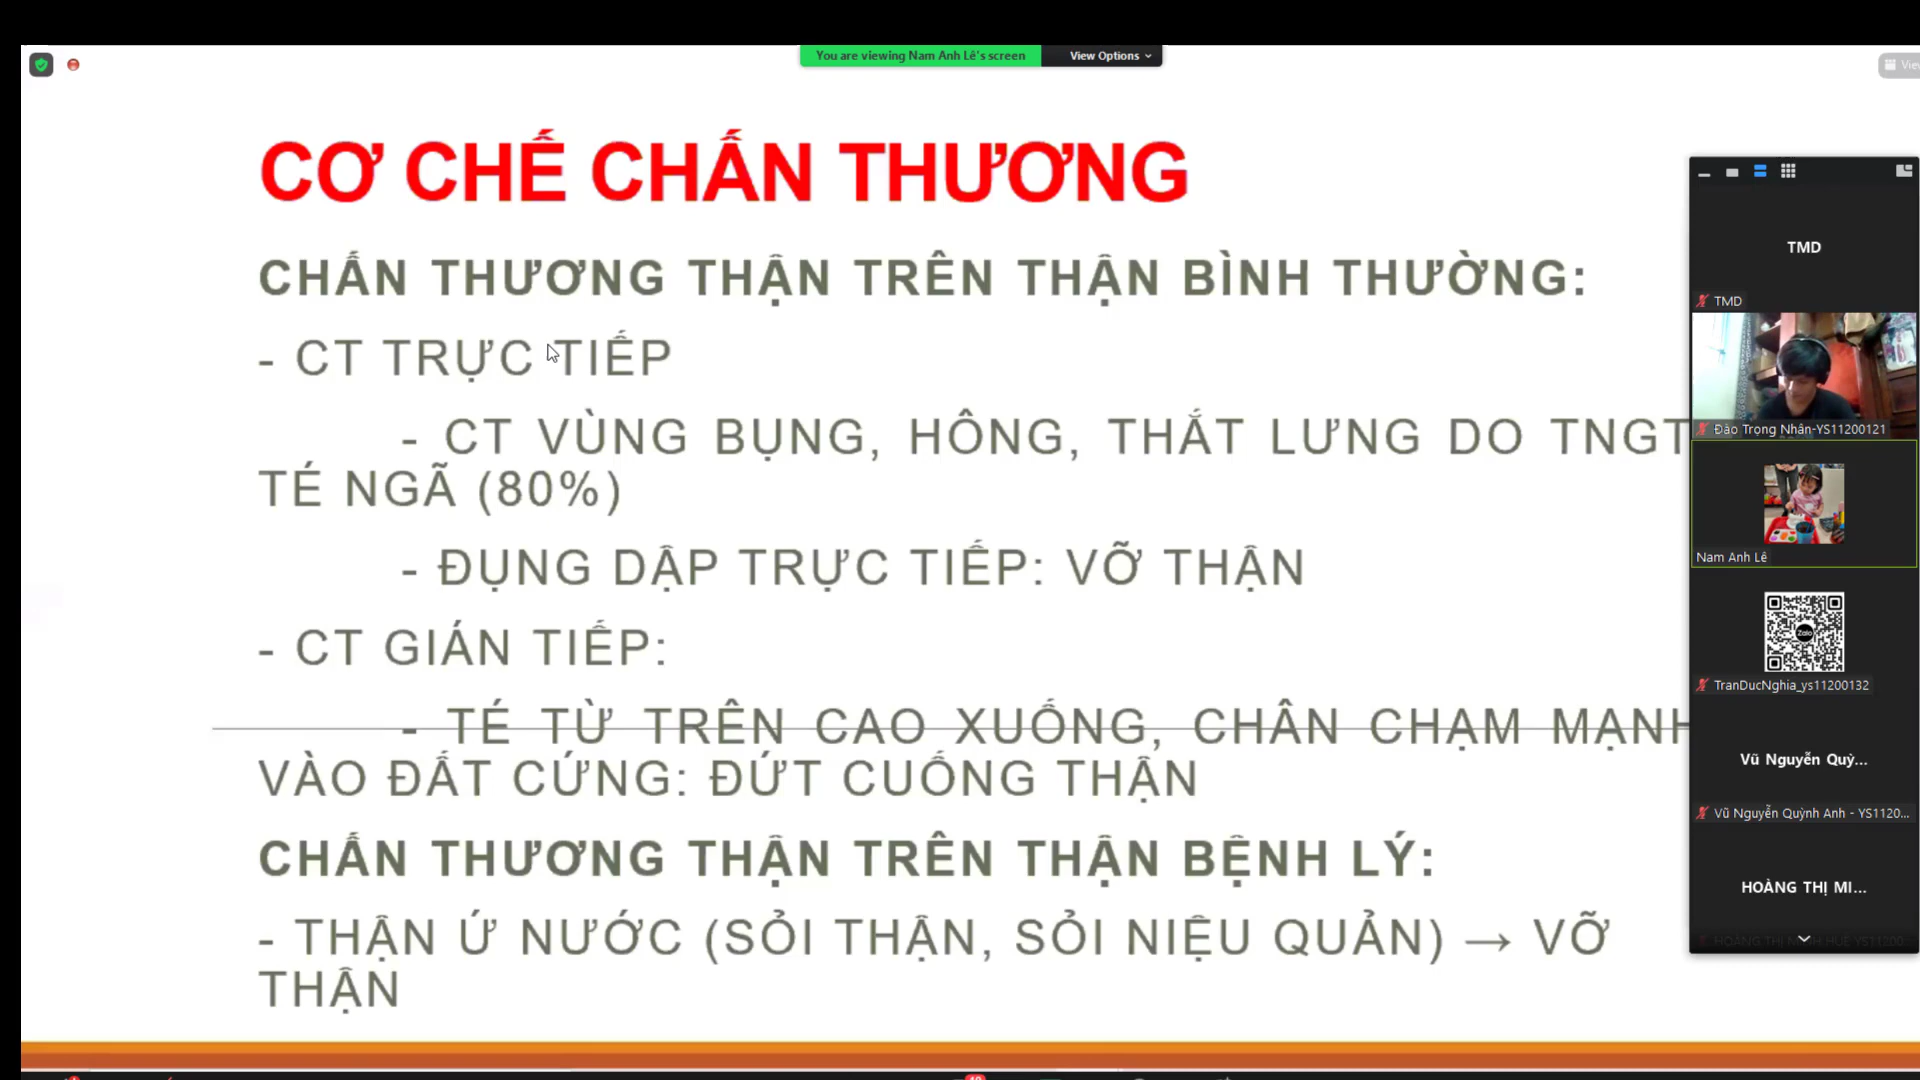 You are viewing Nam Anh Lê's screen
View Options
CƠ CHẾ CHẤN THƯƠNG
CHẤN THƯƠNG THẬN TRÊN THẬN BÌNH THƯỜNG:
- CT TRỰC TIẾP
- CT VÙNG BỤNG, HÔNG, THẮT LƯNG DO TNGT
TÉ NGÃ (80%)
- ĐỤNG DẬP TRỰC TIẾP: VỠ THẬN
- CT GIÁN TIẾP:
- TÉ TỪ TRÊN CAO XUỐNG, CHÂN CHẠM MẠNH
VÀO ĐẤT CỨNG: ĐỨT CUỐNG THẬN
CHẤN THƯƠNG THẬN TRÊN THẬN BỆNH LÝ:
- THẬN Ứ NƯỚC (SỎI THẬN, SỎI NIỆU QUẢN) → VỠ
THẬN
TMD
TMD
Đào Trọng Nhân-YS11200121
Nam Anh Lê
Zalo
TranDucNghia_ys11200132
Vũ Nguyễn Quỳ...
Vũ Nguyễn Quỳnh Anh - YS1120...
HOÀNG THỊ MI...